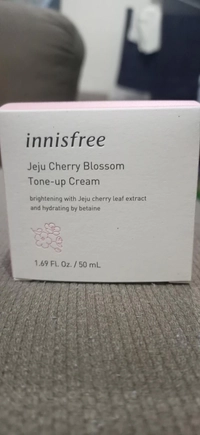 innisfree
Jeju Cherry Blossom
Tone-up Cream
brightening with Jeju cherry leaf extract
and hydrating by betaine
1.69 FL. Oz. / 50 mL